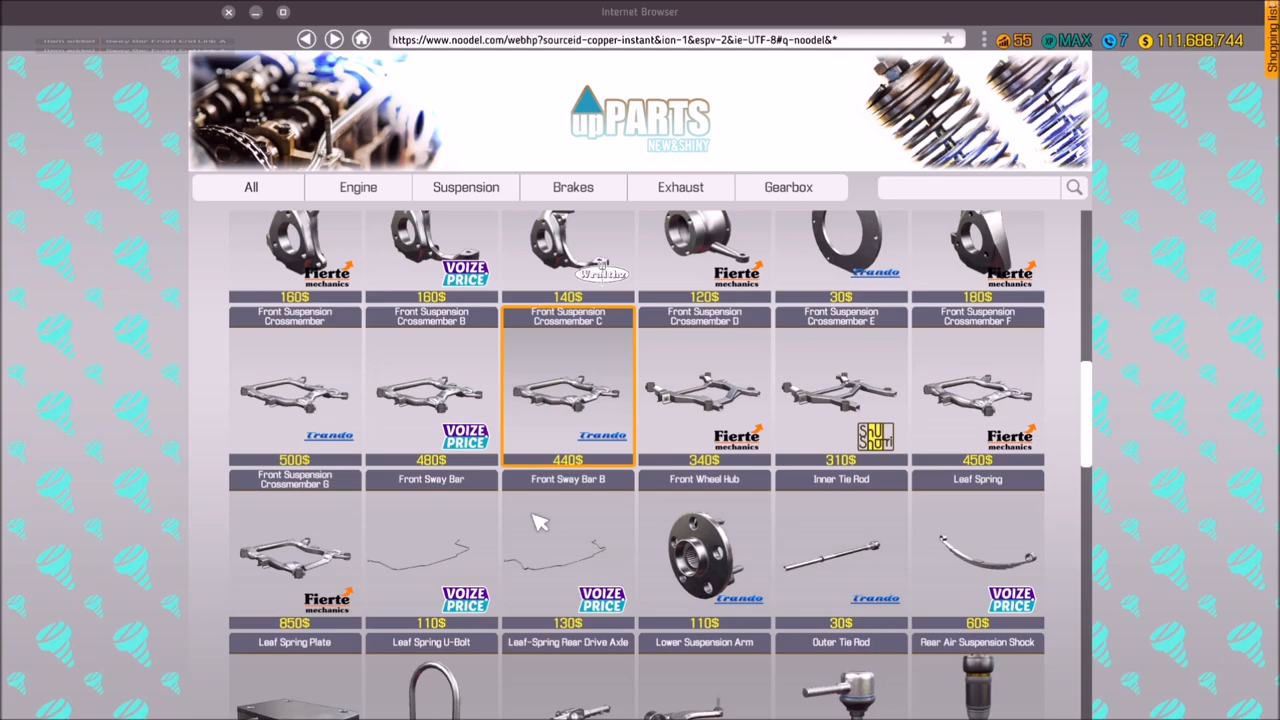 Internet Browser
https://www.noodel.com/webhp?sourceid-copper-instant&ion-1&espv-2&ie-UTF-8#q-noodel&*
55
XP MAX
7
$ 111,688,744
Shopping list
upPARTS
NEW&SHINY
All
Engine
Suspension
Brakes
Exhaust
Gearbox
Fierte mechanics
VOIZE PRICE
Fierte mechanics
Trando
Fierte mechanics
160$
160$
140$
120$
30$
180$
Front Suspension Crossmember
Front Suspension Crossmember B
Front Suspension Crossmember C
Front Suspension Crossmember D
Front Suspension Crossmember E
Front Suspension Crossmember F
Trando
VOIZE PRICE
Trando
Fierte mechanics
Fierte mechanics
500$
480$
440$
340$
310$
450$
Front Suspension Crossmember G
Front Sway Bar
Front Sway Bar B
Front Wheel Hub
Inner Tie Rod
Leaf Spring
Fierte mechanics
VOIZE PRICE
VOIZE PRICE
Trando
Trando
VOIZE PRICE
850$
110$
130$
110$
30$
60$
Leaf Spring Plate
Leaf Spring U-Bolt
Leaf-Spring Rear Drive Axle
Lower Suspension Arm
Outer Tie Rod
Rear Air Suspension Shock